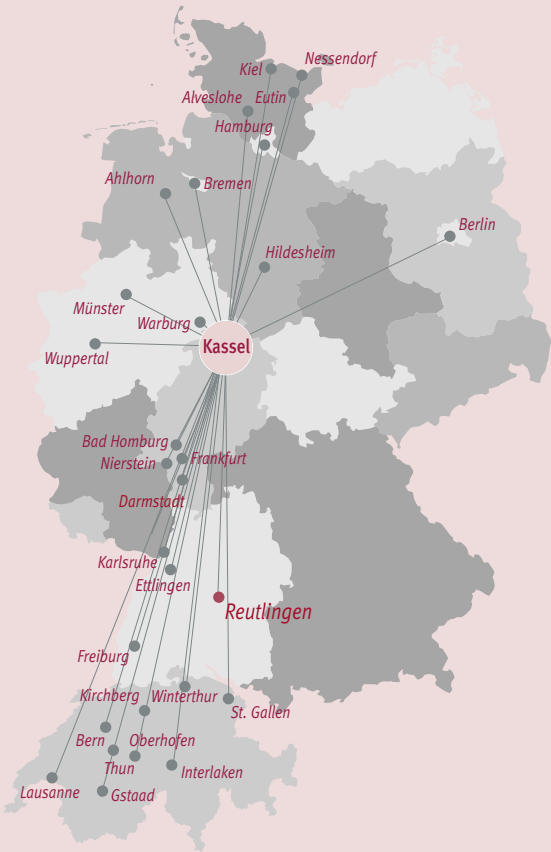 Nessendorf
Kiel
Alveslohe
Eutin
Hamburg
Ahlhorn
Bremen
Berlin
Hildesheim
Münster
Warburg
Kassel
Wuppertal
Bad Homburg
Frankfurt
Nierstein
Darmstadt
Karlsruhe
Ettlingen
Reutlingen
Freiburg
Kirchberg
Winterthur
St. Gallen
Bern
Oberhofen
Thun
Interlaken
Lausanne
Gstaad